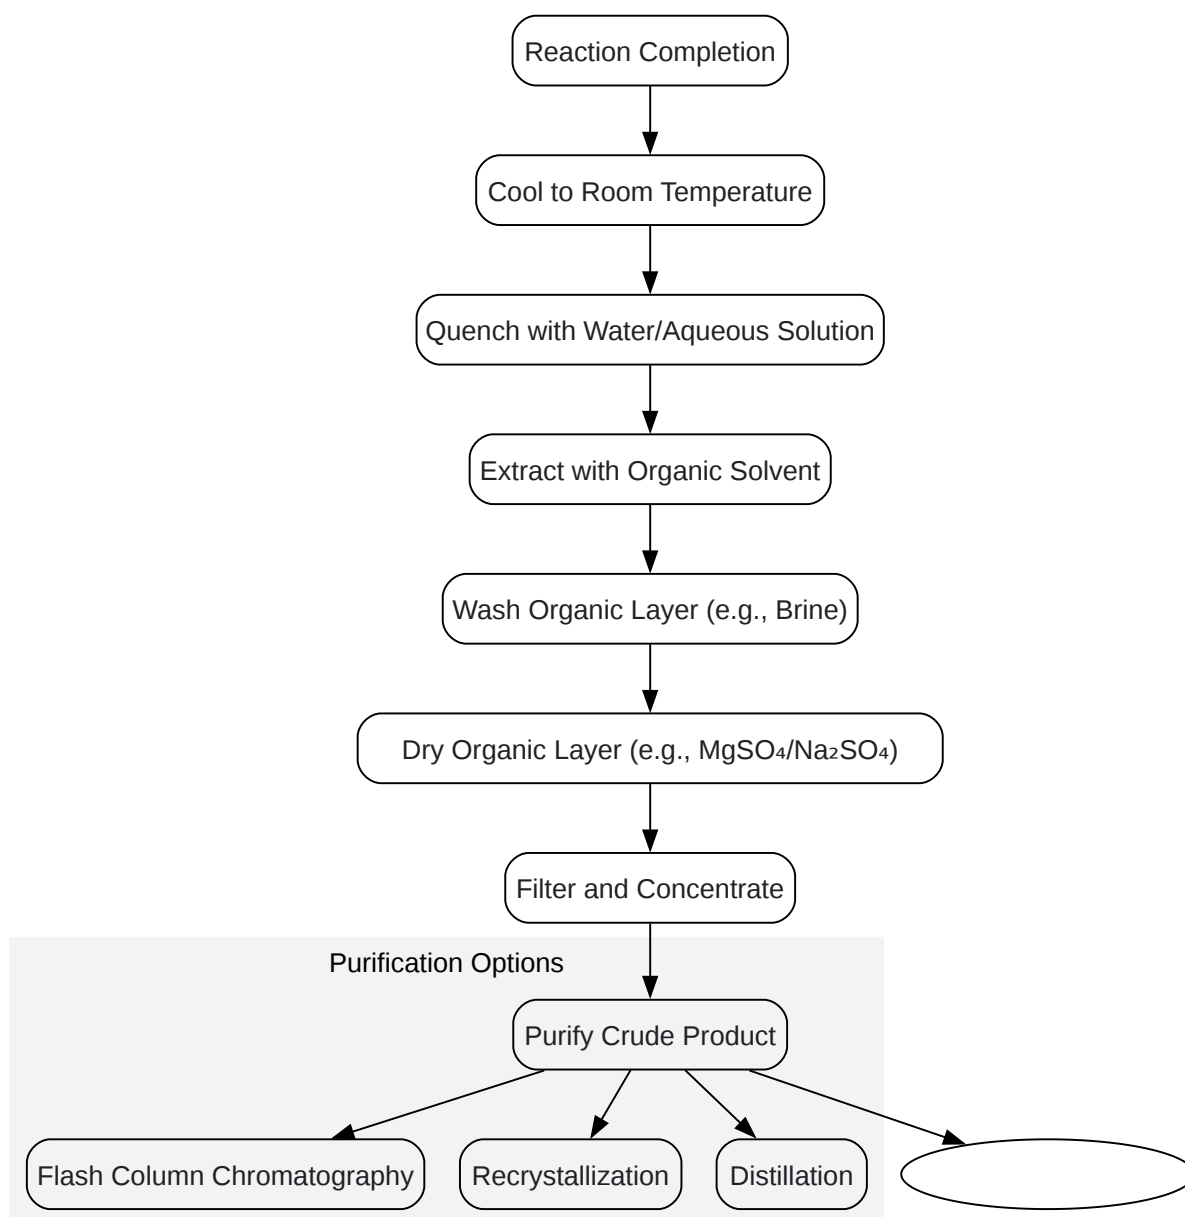 Reaction Completion
Cool to Room Temperature
Quench with Water/Aqueous Solution
Extract with Organic Solvent
Wash Organic Layer (e.g., Brine)
Dry Organic Layer (e.g., MgSO₄/Na₂SO₄)
Filter and Concentrate
Purification Options
Purify Crude Product
Flash Column Chromatography
Recrystallization
Distillation